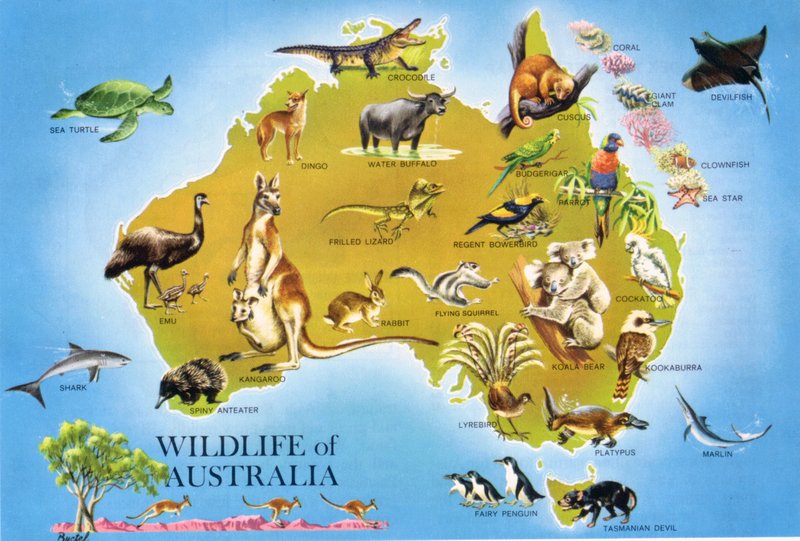 CORAL
CROCODILE
GIANT
CLAM
DEVILFISH
SEA TURTLE
CUSCUS
DINGO
WATER BUFFALO
CLOWNFISH
BUDGERIGAR
SEA STAR
PARROT
FRILLED LIZARD
REGENT BOWERBIRD
COCKATOO
EMU
RABBIT
FLYING SQUIRREL
KOALA BEAR
KOOKABURRA
SHARK
KANGAROO
SPINY ANTEATER
LYREBIRD
PLATYPUS
MARLIN
WILDLIFE of
AUSTRALIA
FAIRY PENGUIN
TASMANIAN DEVIL